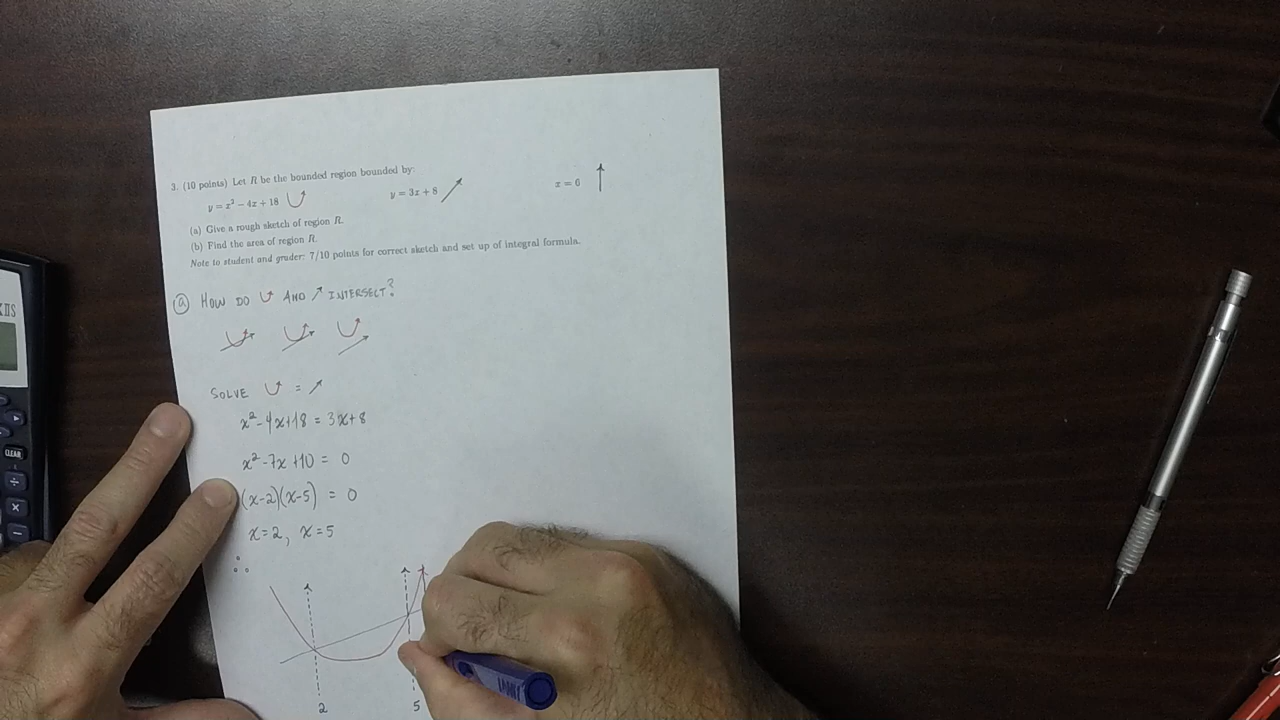 3. (10 points) Let R be the bounded region bounded by:
y = x² − 4x + 18 y = 3x + 8 x = 6
(a) Give a rough sketch of region R.
(b) Find the area of region R.
Note to student and grader: 7/10 points for correct sketch and set up of integral formula.
(a) HOW DO AND INTERSECT?
SOLVE =
x²-4x+18 = 3x+8
x²-7x+10 = 0
(x-2)(x-5) = 0
x=2, x=5
∴
2 5
CLEAR
÷
×
−